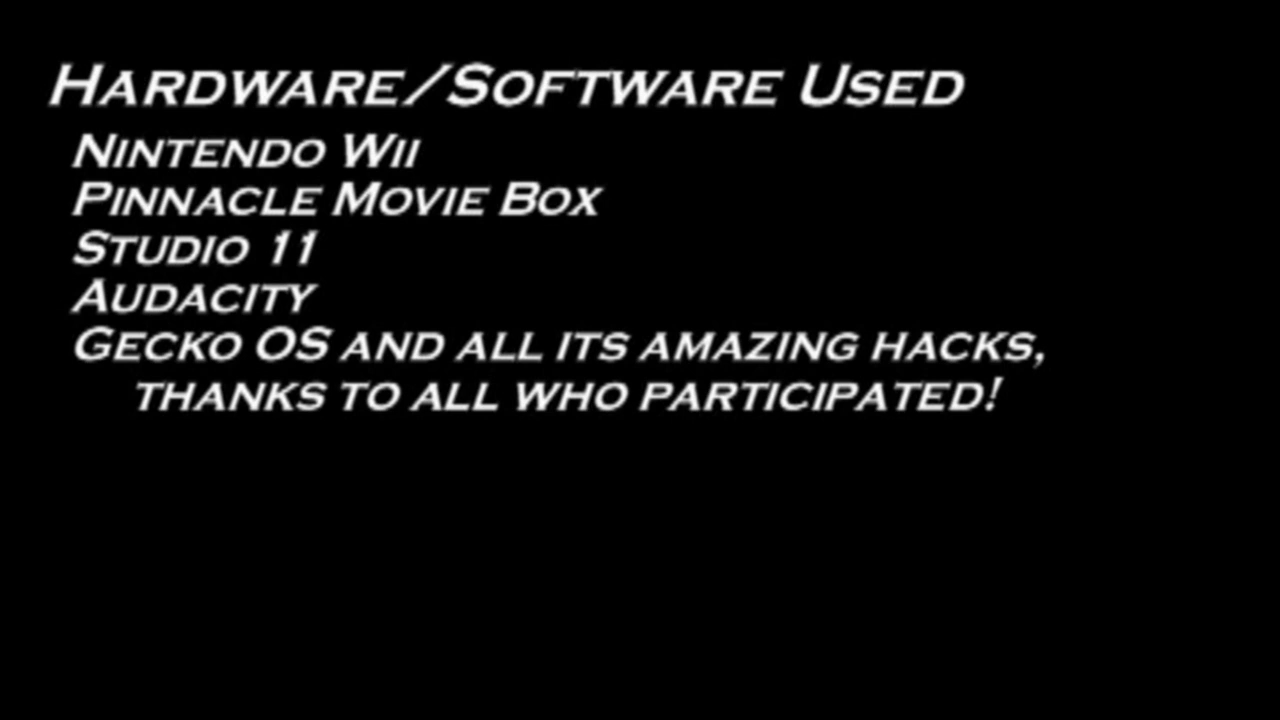 Hardware/Software Used
Nintendo Wii
Pinnacle Movie Box
Studio 11
Audacity
Gecko OS and all its amazing hacks,
thanks to all who participated!